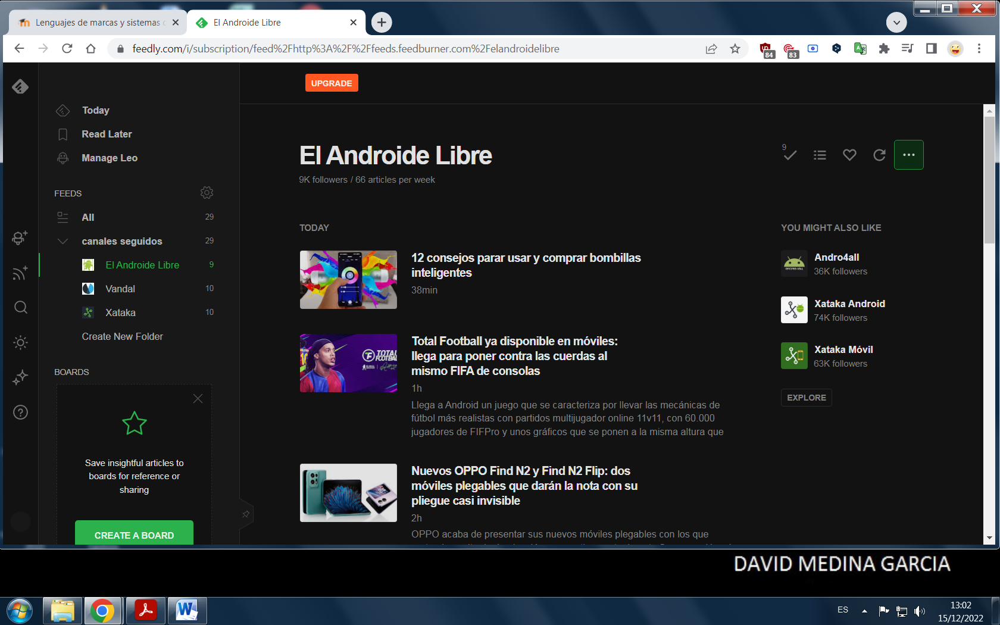 Lenguajes de marcas y sistemas
El Androide Libre
feedly.com/i/subscription/feed%2Fhttp%3A%2F%2Ffeeds.feedburner.com%2Felandroidelibre
84
83
UPGRADE
Today
Read Later
Manage Leo
FEEDS
All 29
canales seguidos 29
El Androide Libre 9
Vandal 10
Xataka 10
Create New Folder
BOARDS
Save insightful articles to
boards for reference or
sharing
CREATE A BOARD
El Androide Libre
9K followers / 66 articles per week
9
TODAY
12 consejos parar usar y comprar bombillas
inteligentes
38min
TOTAL
FOOTBALL
Total Football ya disponible en móviles:
llega para poner contra las cuerdas al
mismo FIFA de consolas
1h
Llega a Android un juego que se caracteriza por llevar las mecánicas de
fútbol más realistas con partidos multijugador online 11v11, con 60.000
jugadores de FIFPro y unos gráficos que se ponen a la misma altura que
Nuevos OPPO Find N2 y Find N2 Flip: dos
móviles plegables que darán la nota con su
pliegue casi invisible
2h
OPPO acaba de presentar sus nuevos móviles plegables con los que
YOU MIGHT ALSO LIKE
Andro4all
36K followers
Xataka Android
74K followers
Xataka Móvil
63K followers
EXPLORE
DAVID MEDINA GARCIA
ES
13:02
15/12/2022